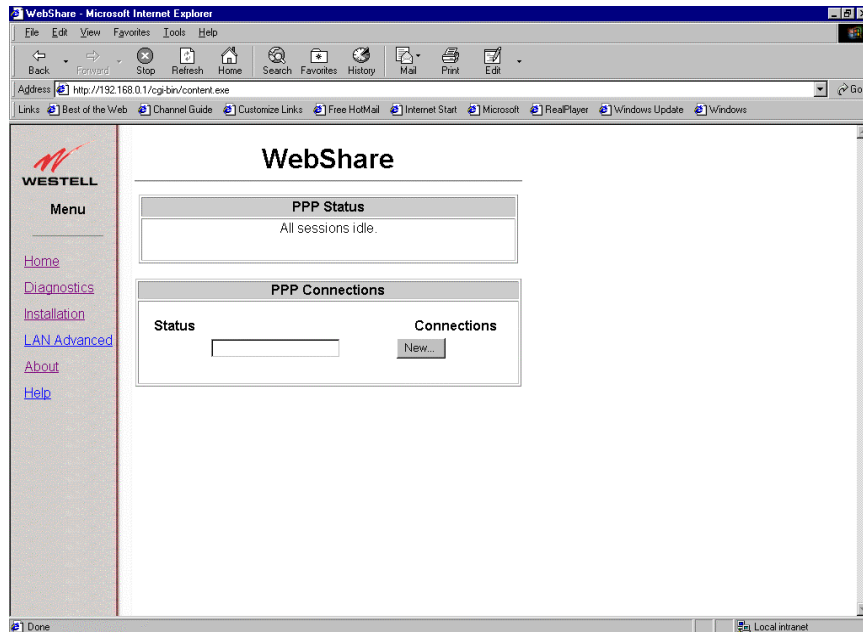 WebShare - Microsoft Internet Explorer
File Edit View Favorites Tools Help
Back Forward Stop Refresh Home Search Favorites History Mail Print Edit
Address http://192.168.0.1/cgi-bin/content.exe Go
Links Best of the Web Channel Guide Customize Links Free HotMail Internet Start Microsoft RealPlayer Windows Update Windows
WESTELL
Menu
Home
Diagnostics
Installation
LAN Advanced
About
Help
WebShare
PPP Status
All sessions idle.
PPP Connections
Status Connections
New...
Done Local intranet